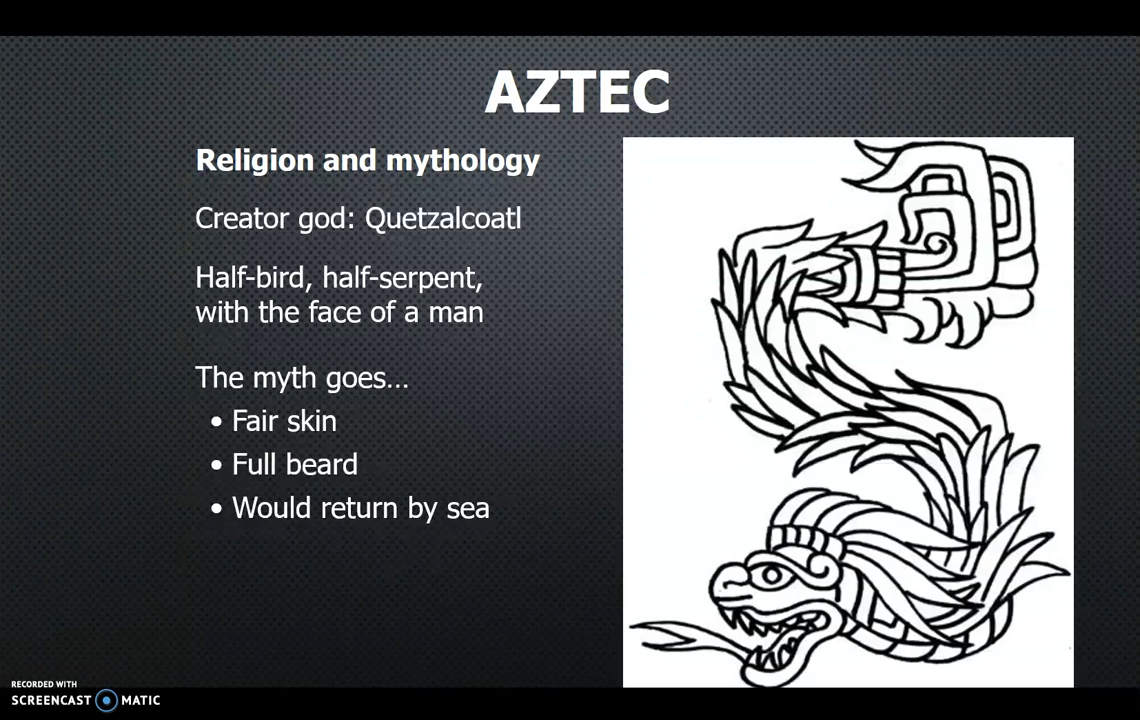 AZTEC
Religion and mythology
Creator god: Quetzalcoatl
Half-bird, half-serpent,
with the face of a man
The myth goes...
• Fair skin
• Full beard
• Would return by sea
RECORDED WITH
SCREENCAST MATIC